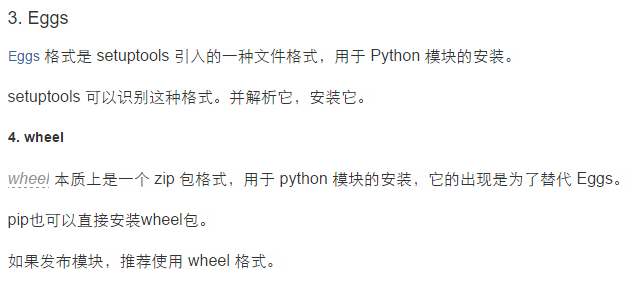 3. Eggs
Eggs 格式是 setuptools 引入的一种文件格式，用于 Python 模块的安装。
setuptools 可以识别这种格式。并解析它，安装它。
4. wheel
wheel 本质上是一个 zip 包格式，用于 python 模块的安装，它的出现是为了替代 Eggs。
pip也可以直接安装wheel包。
如果发布模块，推荐使用 wheel 格式。